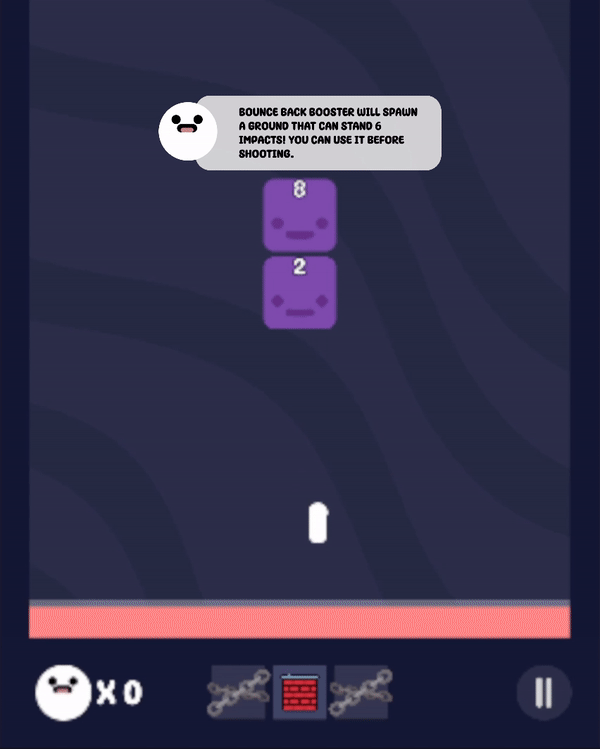 BOUNCE BACK BOOSTER WILL SPAWN
A GROUND THAT CAN STAND 6
IMPACTS! YOU CAN USE IT BEFORE
SHOOTING.
8
2
X 0